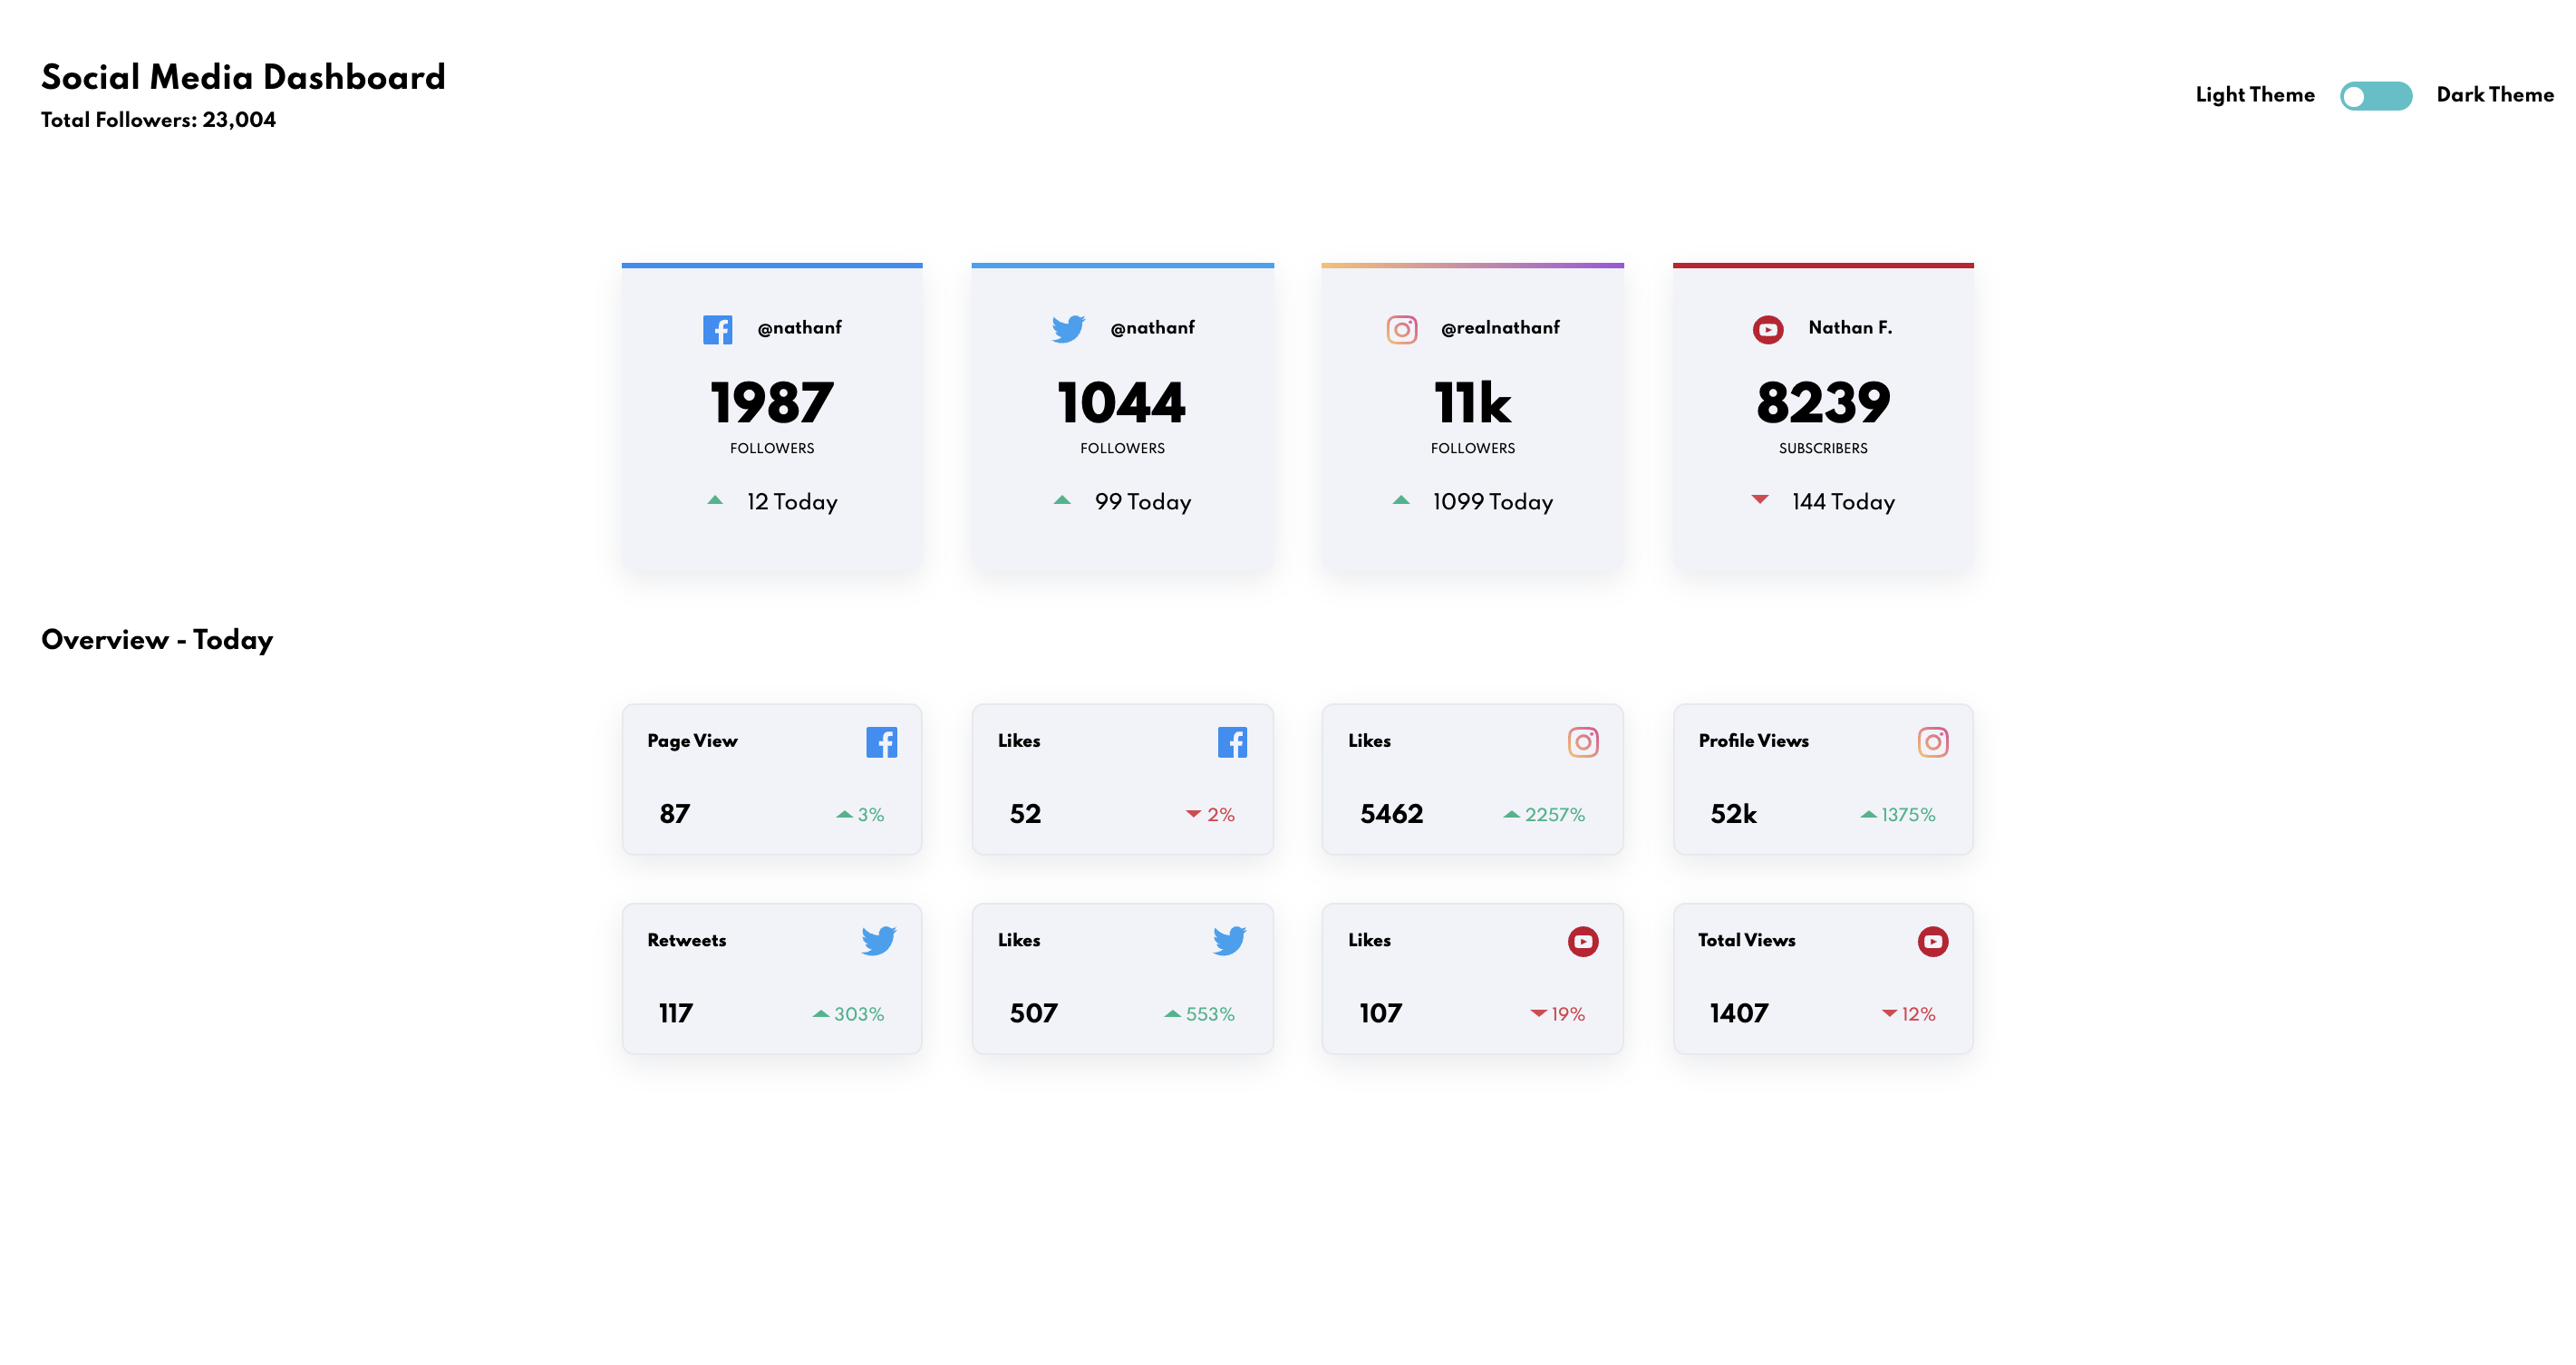 Social Media Dashboard
Total Followers: 23,004
Light Theme
Dark Theme
@nathanf
1987
FOLLOWERS
12 Today
@nathanf
1044
FOLLOWERS
99 Today
@realnathanf
11k
FOLLOWERS
1099 Today
Nathan F.
8239
SUBSCRIBERS
144 Today
Overview - Today
Page View
87
3%
Likes
52
2%
Likes
5462
2257%
Profile Views
52k
1375%
Retweets
117
303%
Likes
507
553%
Likes
107
19%
Total Views
1407
12%